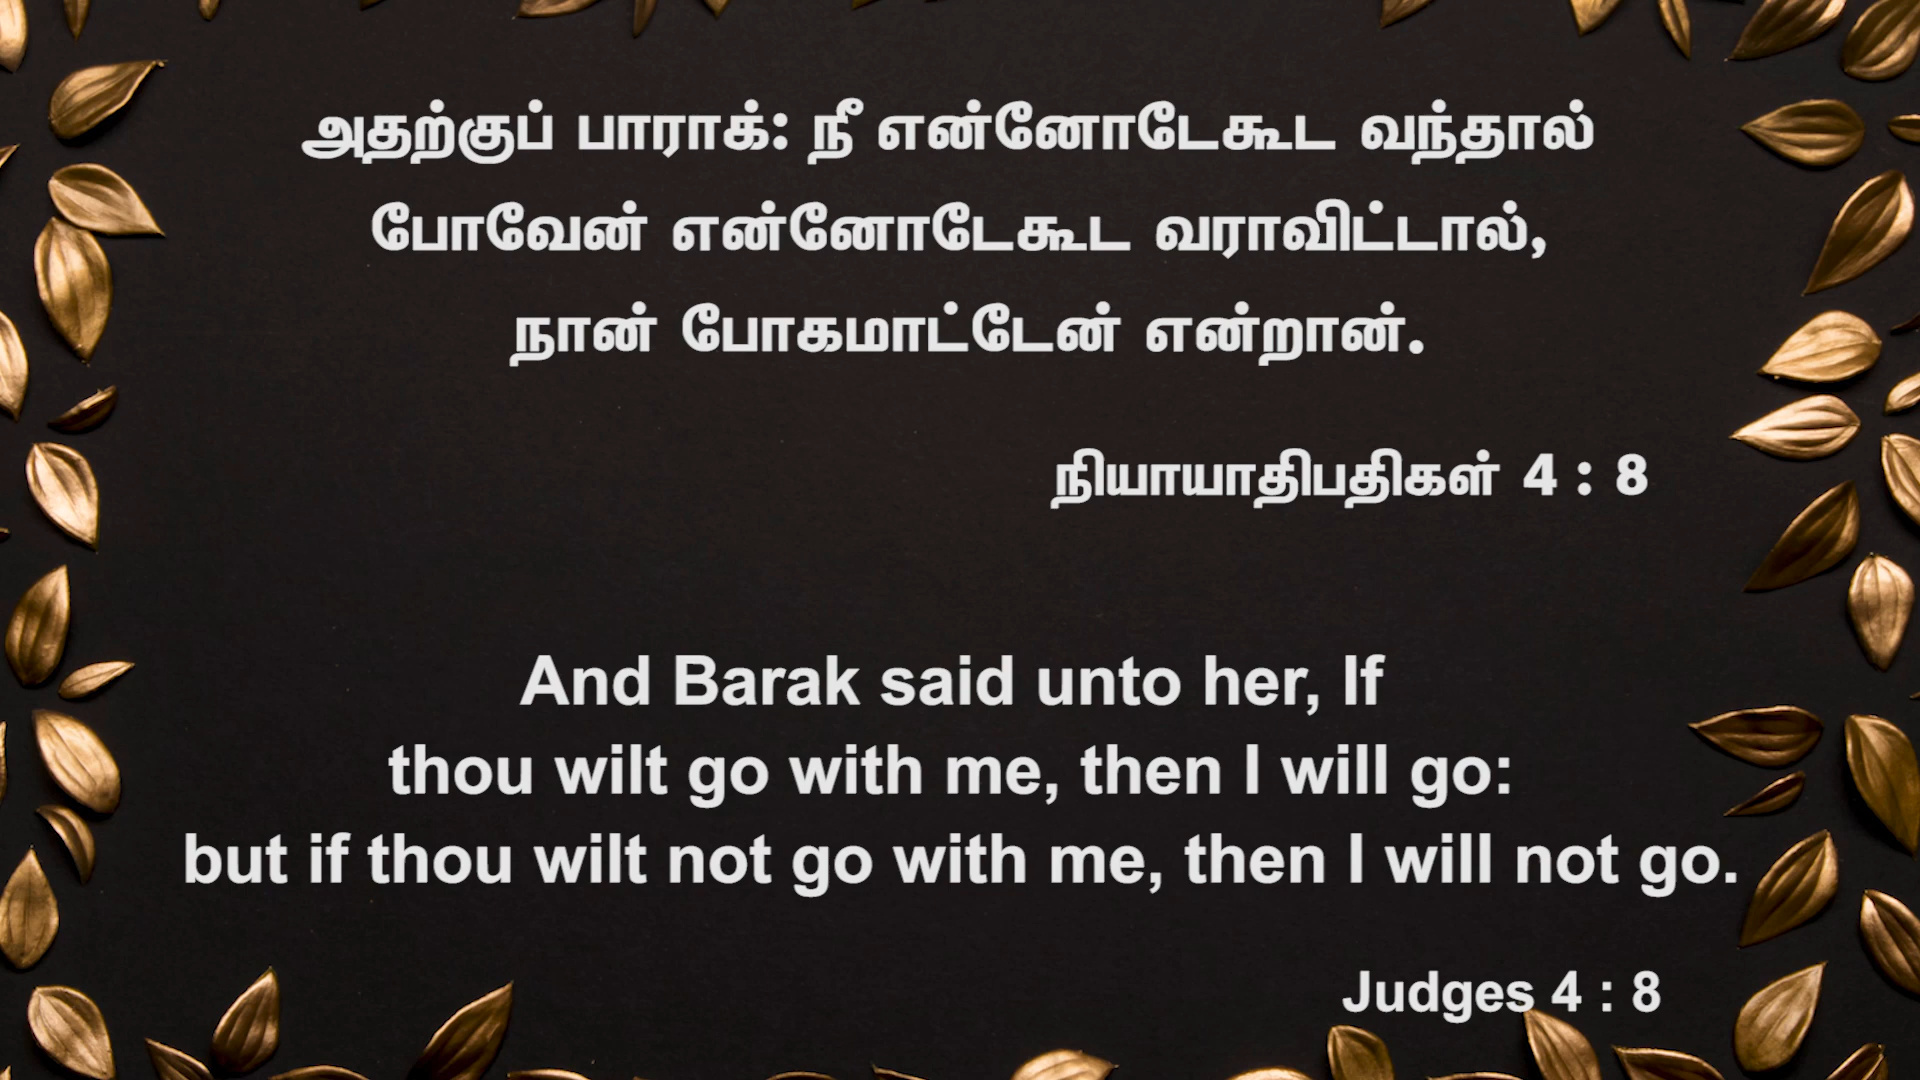 அதற்குப் பாராக்: நீ என்னோடேகூட வந்தால்
போவேன் என்னோடேகூட வராவிட்டால்,
நான் போகமாட்டேன் என்றான்.
நியாயாதிபதிகள் 4 : 8
And Barak said unto her, If
thou wilt go with me, then I will go:
but if thou wilt not go with me, then I will not go.
Judges 4 : 8